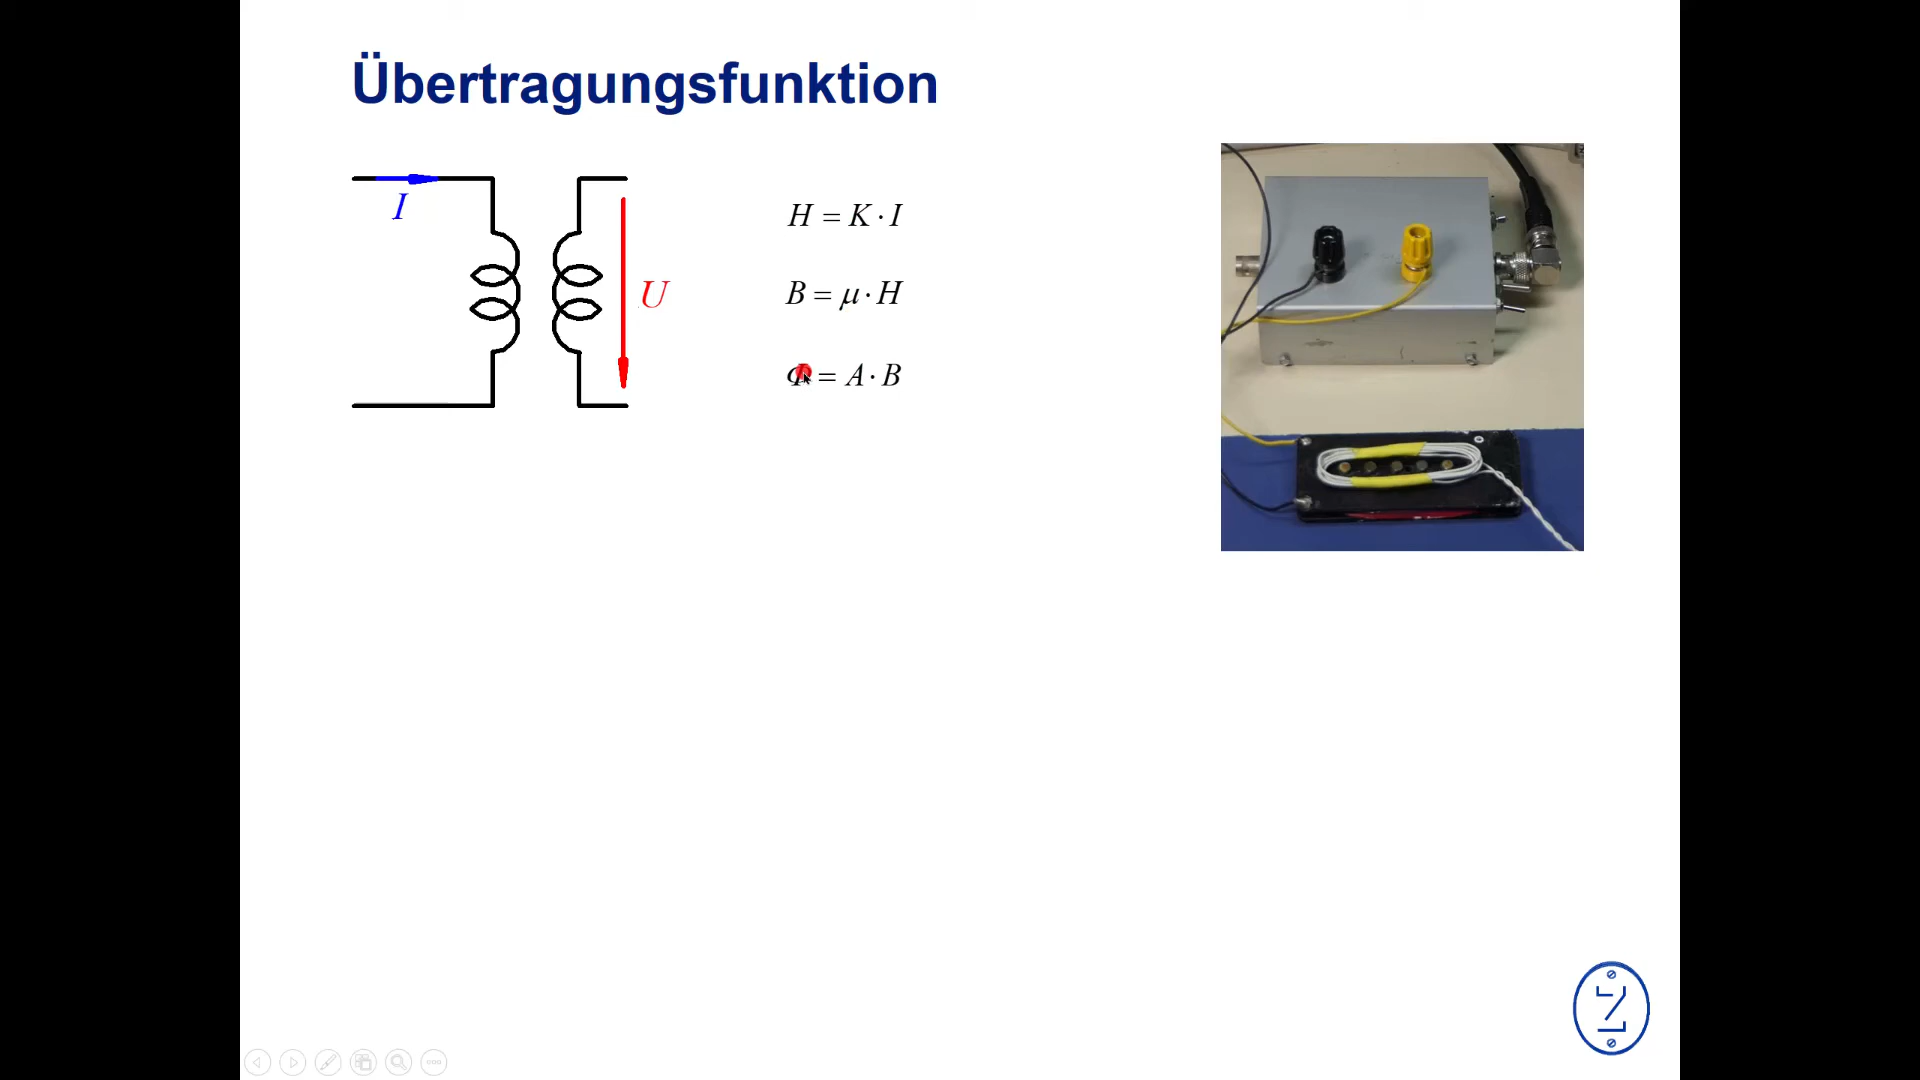 Übertragungsfunktion
I
U
H = K · I
B = μ · H
Φ = A · B